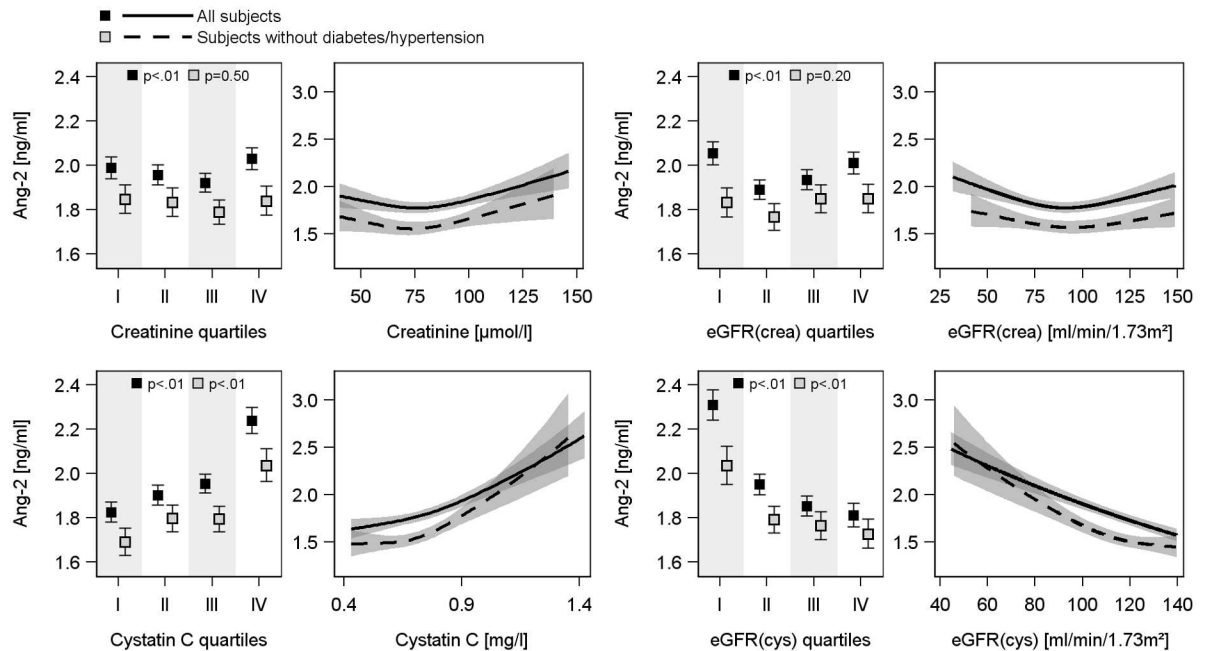 All subjects
Subjects without diabetes/hypertension
p<.01 p=0.50
Ang-2 [ng/ml]
2.4
2.2
2.0
1.8
1.6
I II III IV
Creatinine quartiles
3.0
2.5
2.0
1.5
50 75 100 125 150
Creatinine [µmol/l]
p<.01 p=0.20
Ang-2 [ng/ml]
2.4
2.2
2.0
1.8
1.6
I II III IV
eGFR(crea) quartiles
3.0
2.5
2.0
1.5
25 50 75 100 125 150
eGFR(crea) [ml/min/1.73m²]
p<.01 p<.01
Ang-2 [ng/ml]
2.4
2.2
2.0
1.8
1.6
I II III IV
Cystatin C quartiles
3.0
2.5
2.0
1.5
0.4 0.9 1.4
Cystatin C [mg/l]
p<.01 p<.01
Ang-2 [ng/ml]
2.4
2.2
2.0
1.8
1.6
I II III IV
eGFR(cys) quartiles
3.0
2.5
2.0
1.5
40 60 80 100 120 140
eGFR(cys) [ml/min/1.73m²]